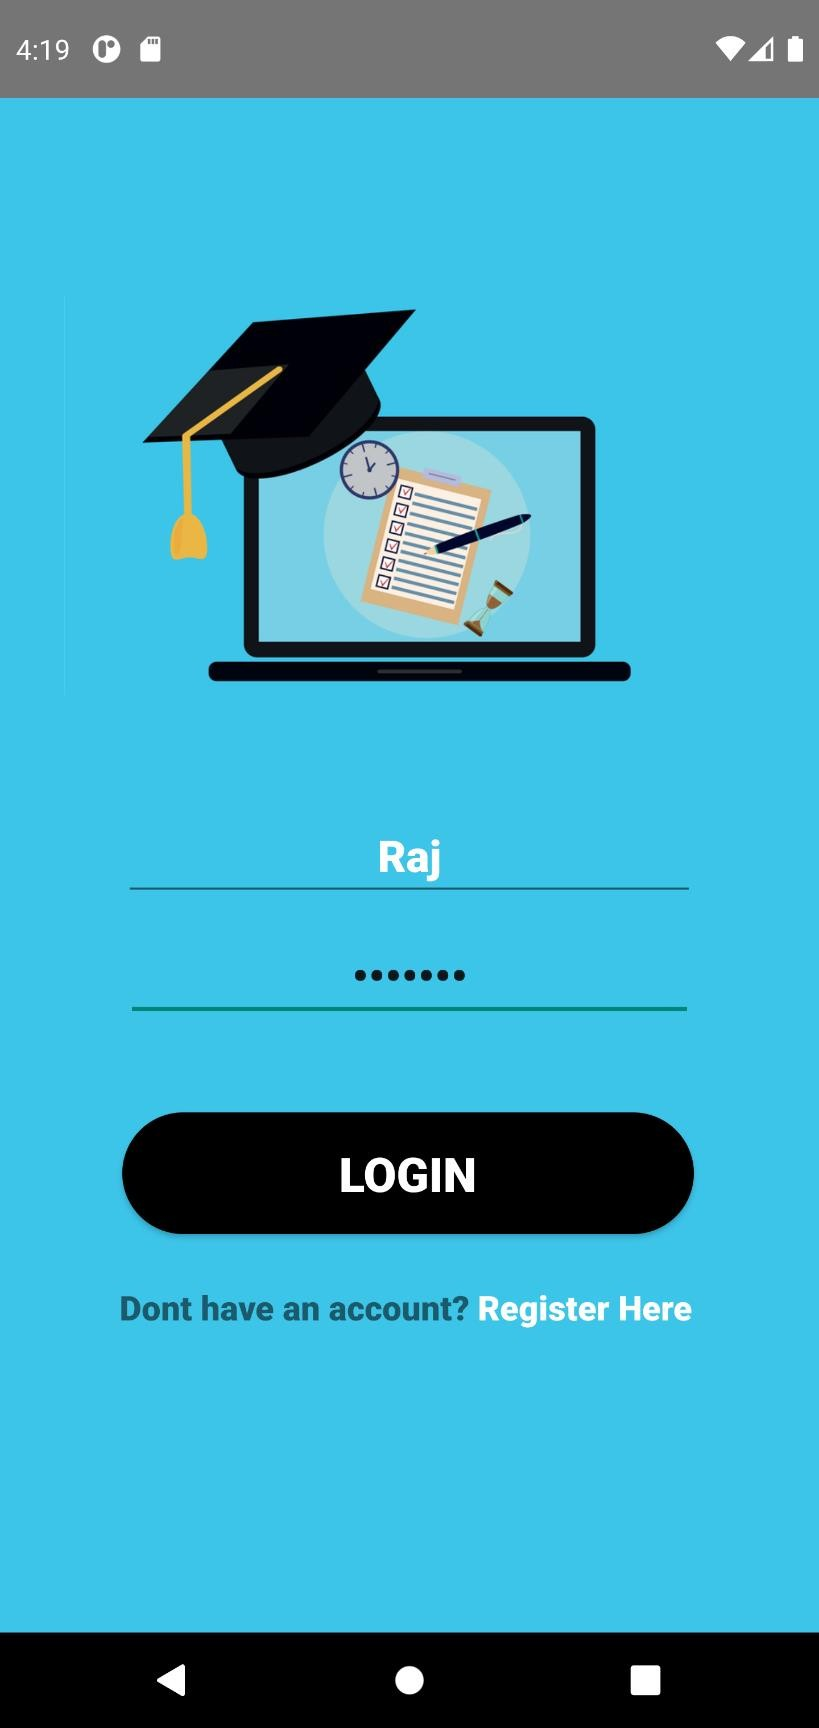 4:19
Raj
•••••••
LOGIN
Dont have an account? Register Here